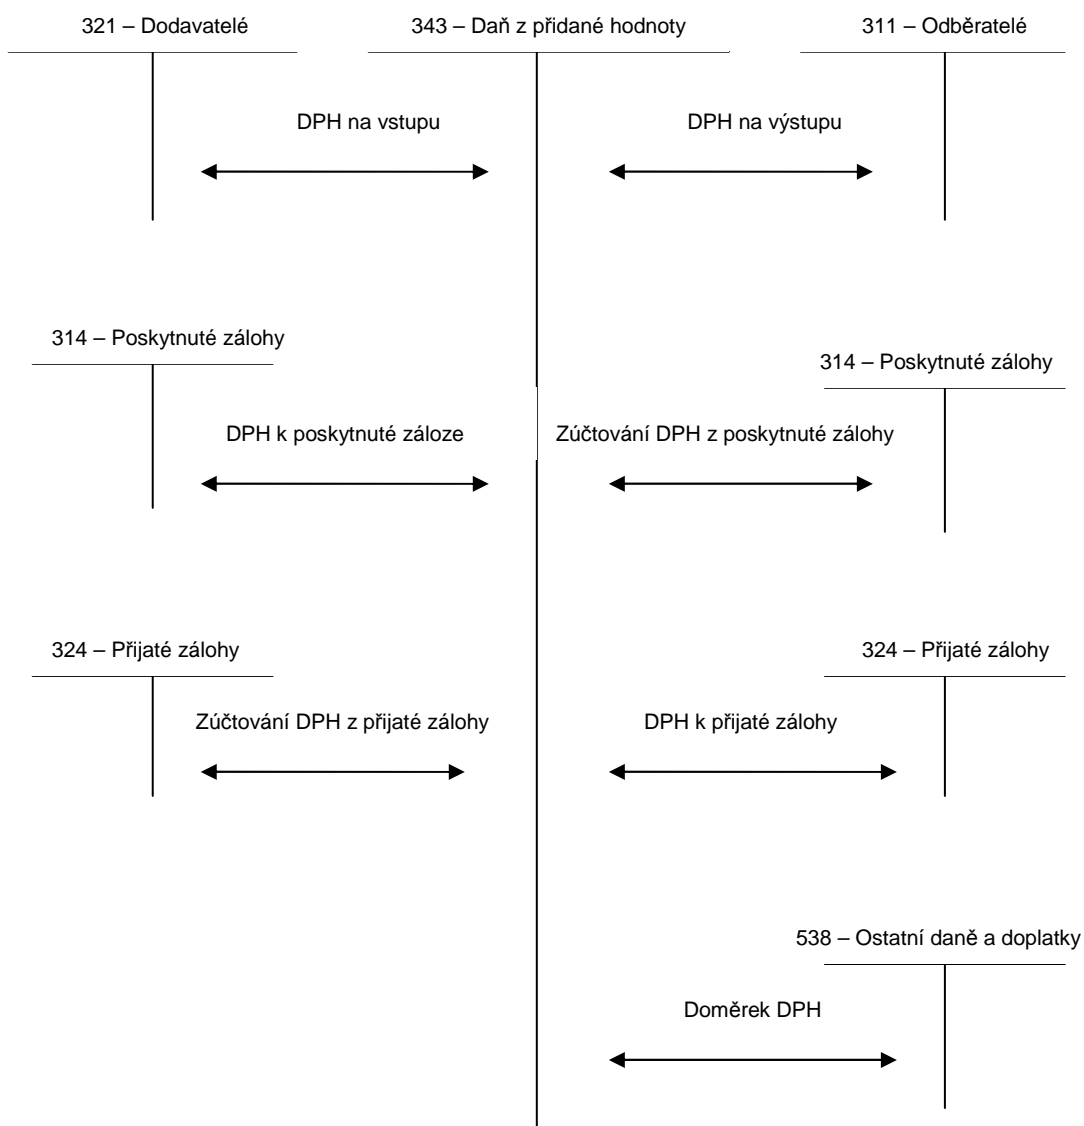 321 – Dodavatelé
343 – Daň z přidané hodnoty
311 – Odběratelé
DPH na vstupu
DPH na výstupu
314 – Poskytnuté zálohy
314 – Poskytnuté zálohy
DPH k poskytnuté záloze
Zúčtování DPH z poskytnuté zálohy
324 – Přijaté zálohy
324 – Přijaté zálohy
Zúčtování DPH z přijaté zálohy
DPH k přijaté zálohy
538 – Ostatní daně a doplatky
Doměrek DPH